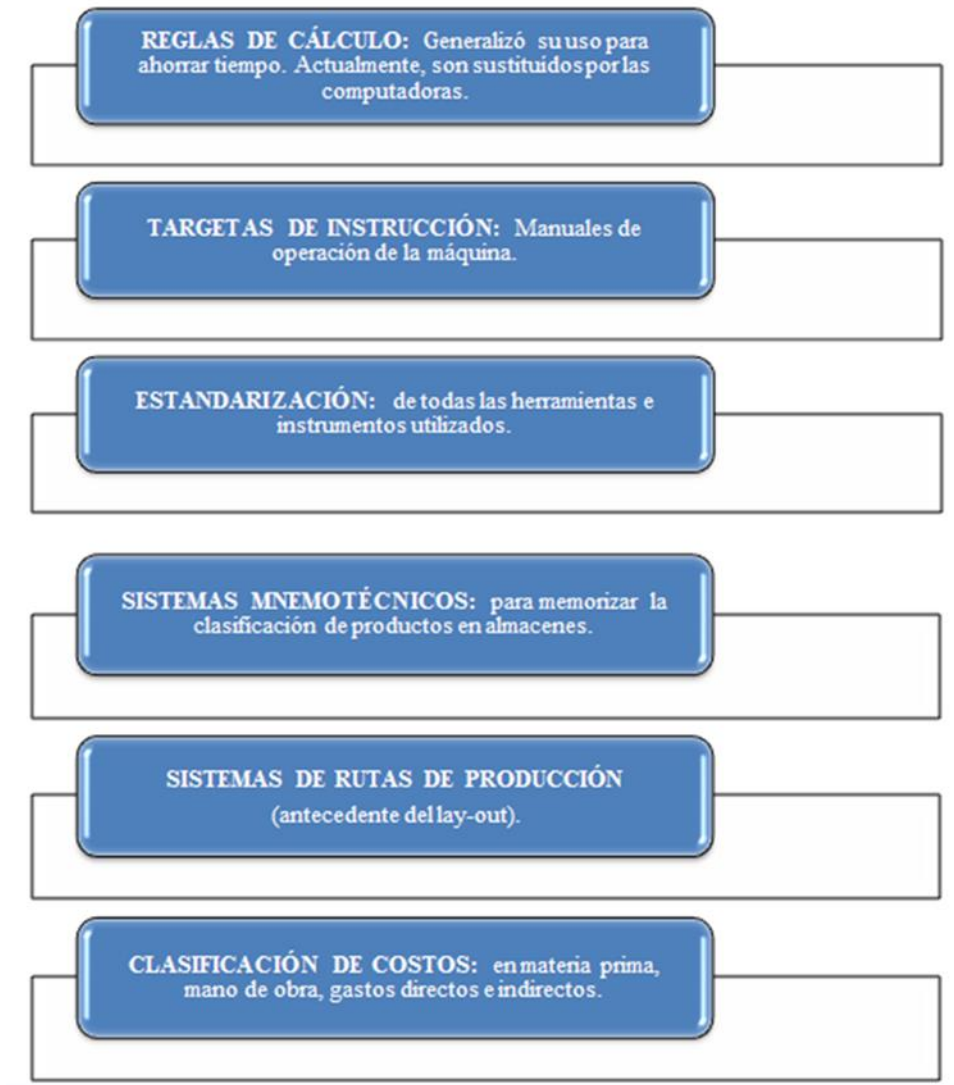 REGLAS DE CÁLCULO: Generalizó su uso para
ahorrar tiempo. Actualmente, son sustituidos por las
computadoras.
TARGETAS DE INSTRUCCIÓN: Manuales de
operación de la máquina.
ESTANDARIZACIÓN: de todas las herramientas e
instrumentos utilizados.
SISTEMAS MNEMOTÉCNICOS: para memorizar la
clasificación de productos en almacenes.
SISTEMAS DE RUTAS DE PRODUCCIÓN
(antecedente del lay-out).
CLASIFICACIÓN DE COSTOS: en materia prima,
mano de obra, gastos directos e indirectos.